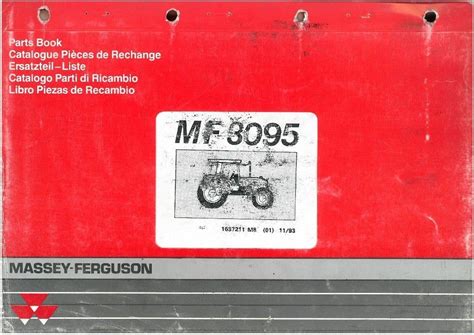 Parts Book
Catalogue Pièces de Rechange
Ersatzteil-Liste
Catalogo Parti di Ricambio
Libro Piezas de Recambio
MF 3095
1637211 M8 (01) 11/93
MASSEY-FERGUSON